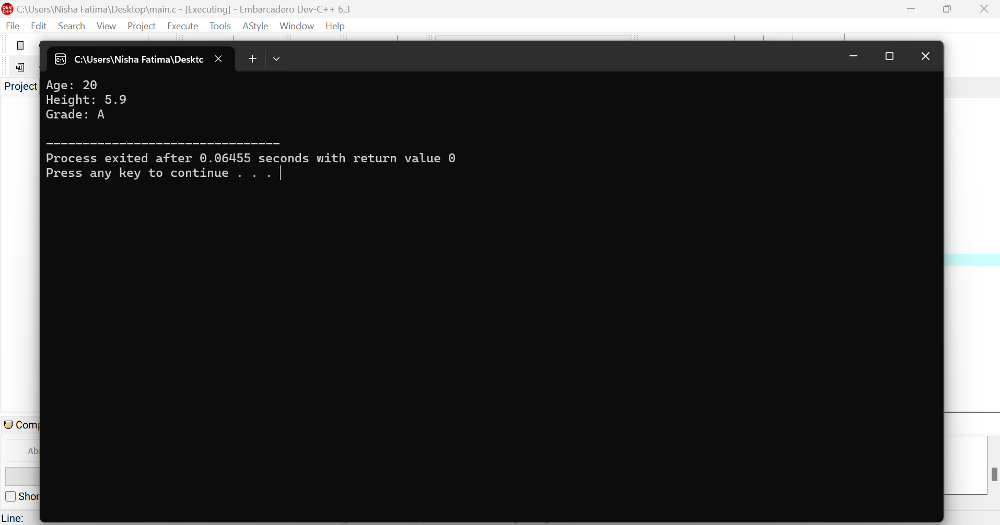 C:\Users\Nisha Fatima\Desktop\main.c - [Executing] - Embarcadero Dev-C++ 6.3
File Edit Search View Project Execute Tools AStyle Window Help
C:\Users\Nisha Fatima\Deskto
Project
Age: 20
Height: 5.9
Grade: A
--------------------------------
Process exited after 0.06455 seconds with return value 0
Press any key to continue . . .
Comp
Abo
Shor
Line: